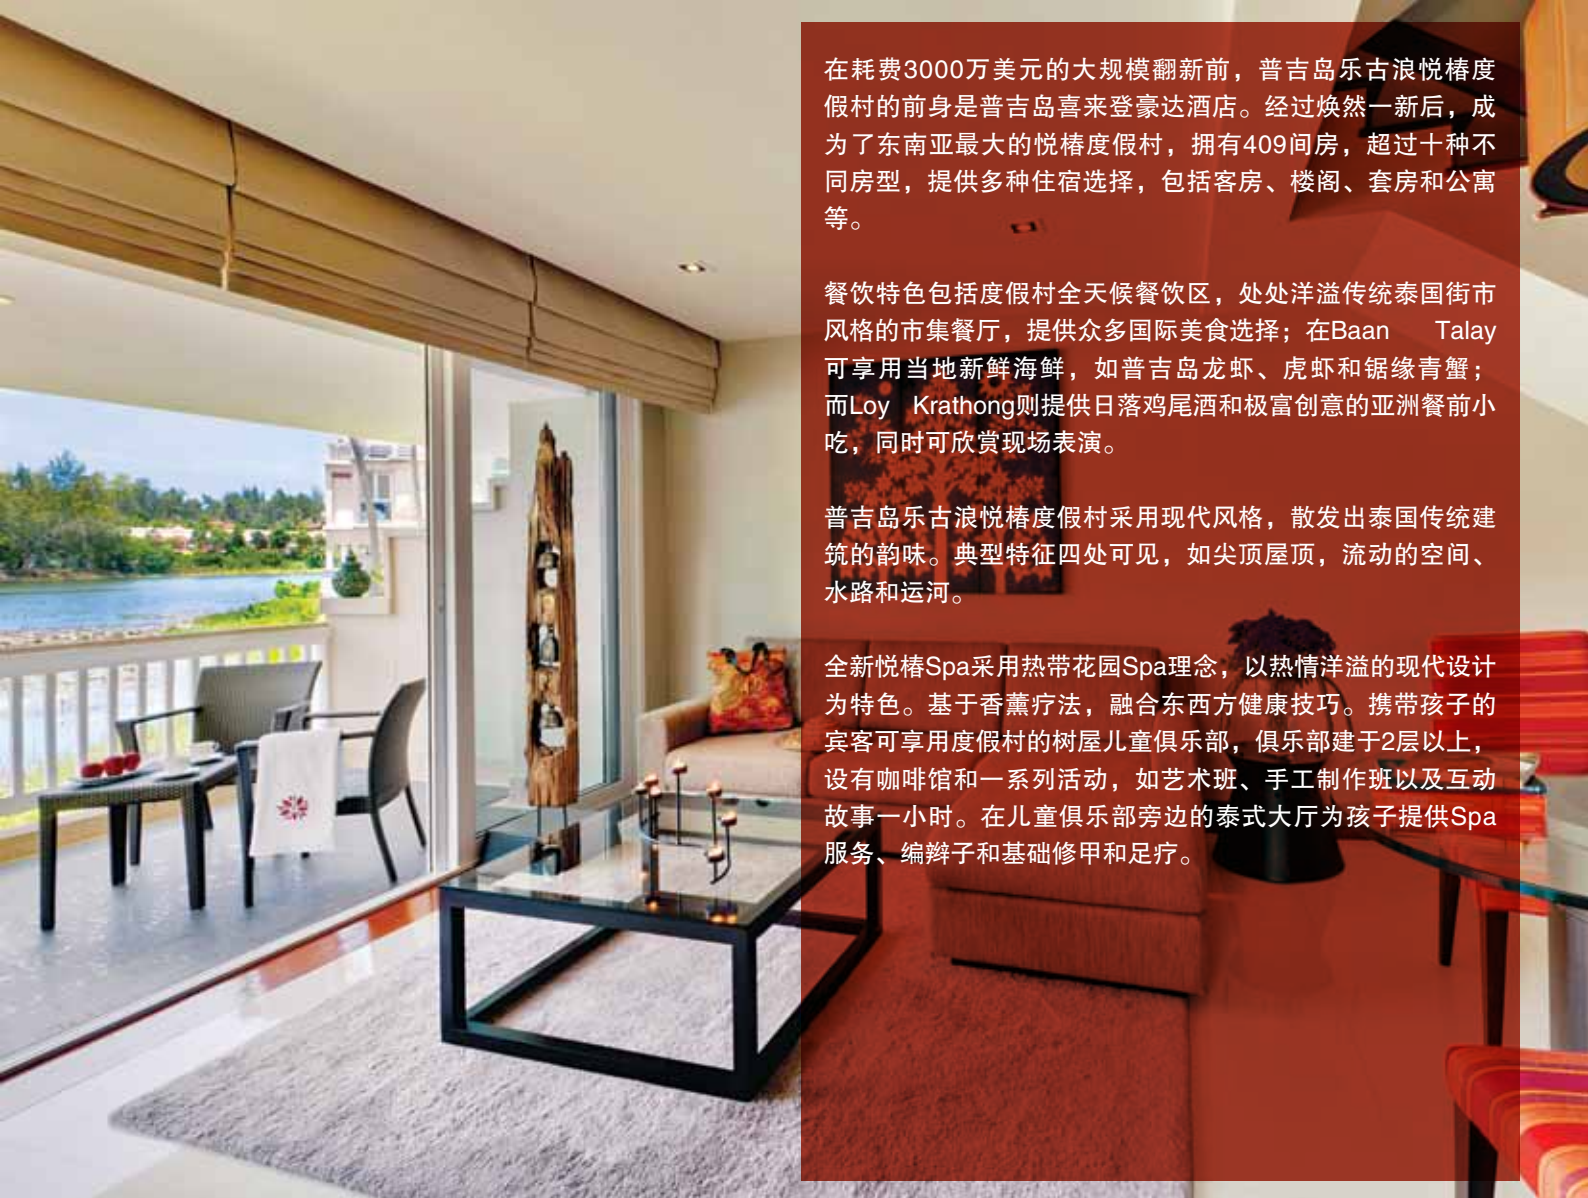 在耗费3000万美元的大规模翻新前，普吉岛乐古浪悦椿度
假村的前身是普吉岛喜来登豪达酒店。经过焕然一新后，成
为了东南亚最大的悦椿度假村，拥有409间房，超过十种不
同房型，提供多种住宿选择，包括客房、楼阁、套房和公寓
等。
餐饮特色包括度假村全天候餐饮区，处处洋溢传统泰国街市
风格的市集餐厅，提供众多国际美食选择；在Baan Talay
可享用当地新鲜海鲜，如普吉岛龙虾、虎虾和锯缘青蟹；
而Loy Krathong则提供日落鸡尾酒和极富创意的亚洲餐前小
吃，同时可欣赏现场表演。
普吉岛乐古浪悦椿度假村采用现代风格，散发出泰国传统建
筑的韵味。典型特征四处可见，如尖顶屋顶，流动的空间、
水路和运河。
全新悦椿Spa采用热带花园Spa理念，以热情洋溢的现代设计
为特色。基于香薰疗法，融合东西方健康技巧。携带孩子的
宾客可享用度假村的树屋儿童俱乐部，俱乐部建于2层以上，
设有咖啡馆和一系列活动，如艺术班、手工制作班以及互动
故事一小时。在儿童俱乐部旁边的泰式大厅为孩子提供Spa
服务、编辫子和基础修甲和足疗。